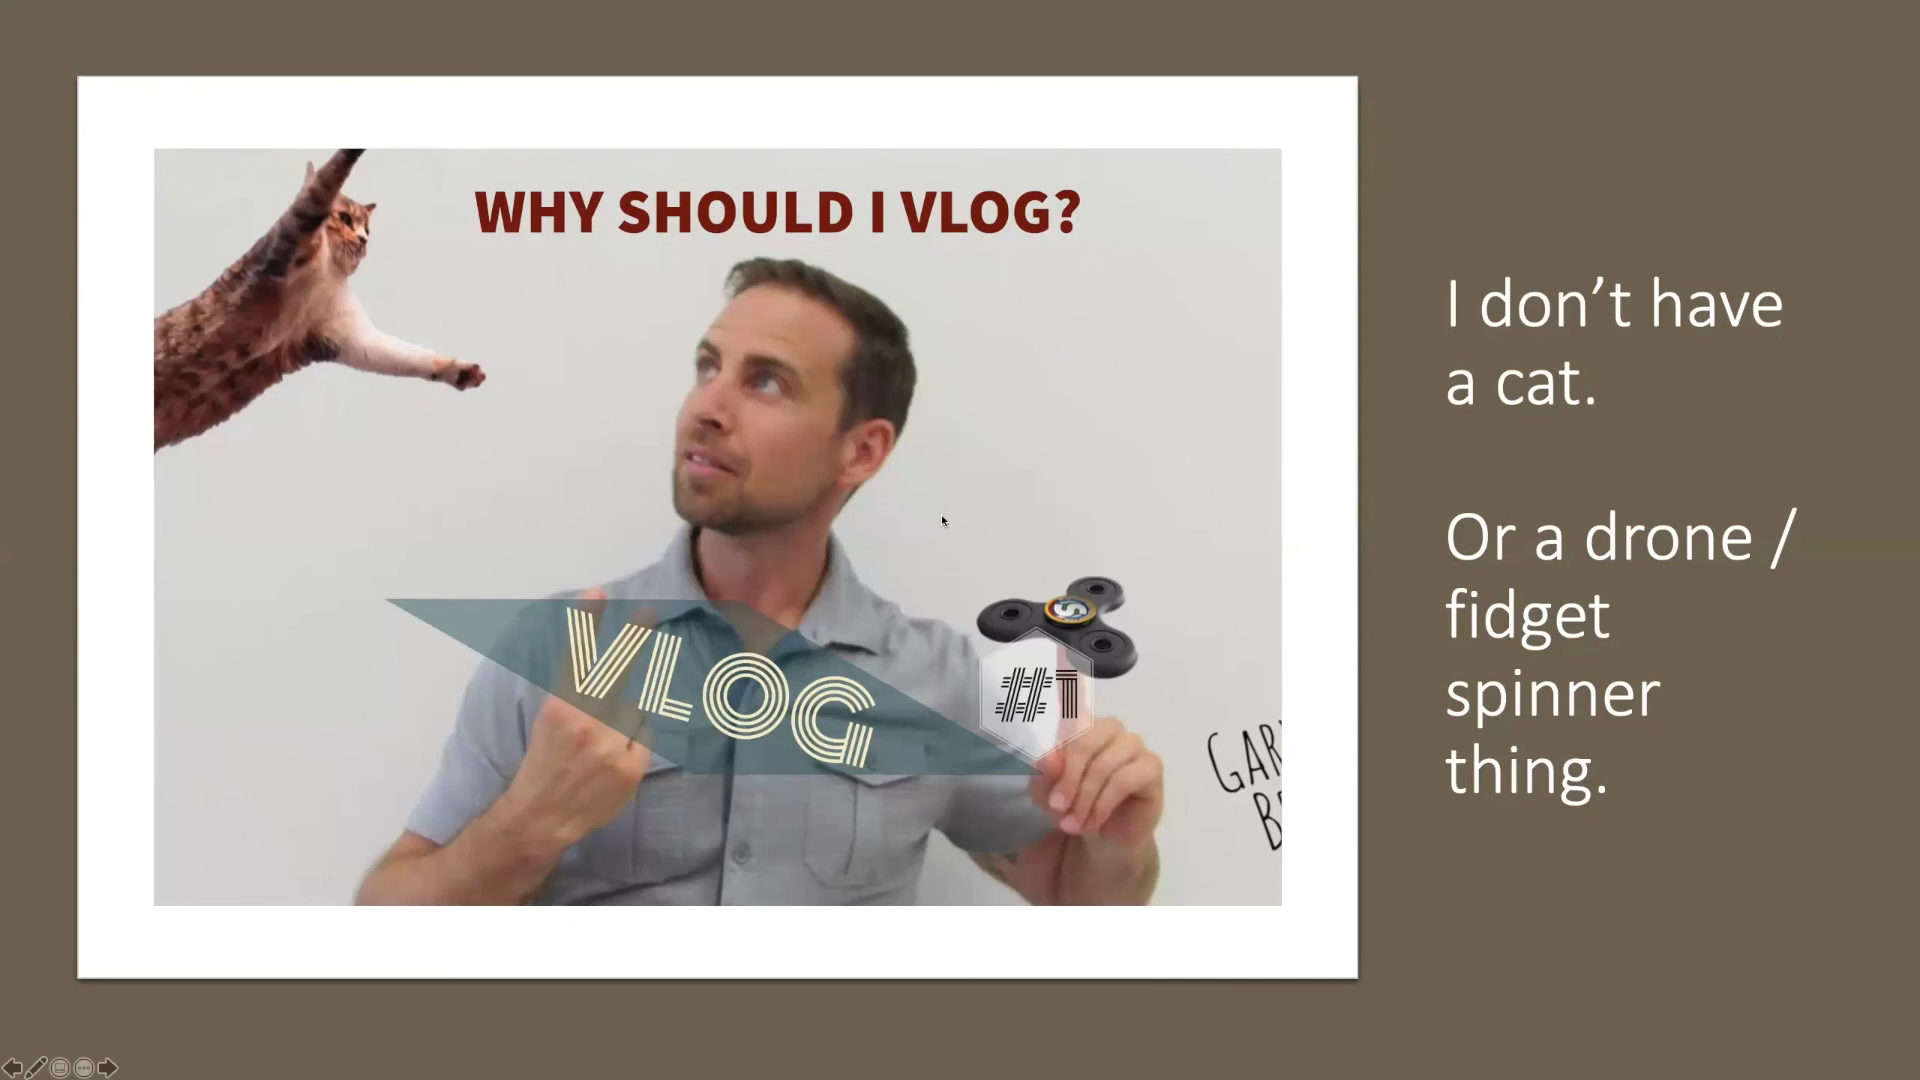 WHY SHOULD I VLOG?
VLOG
#1
I don’t have
a cat.
Or a drone /
fidget
spinner
thing.